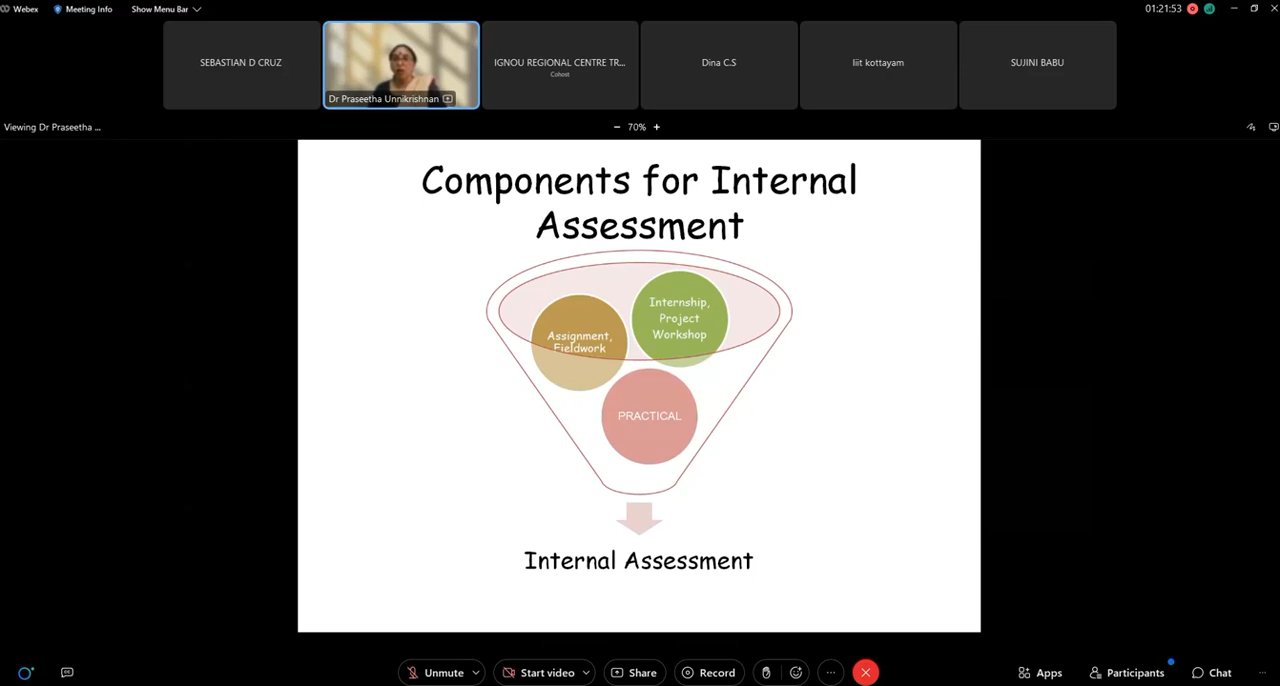 Webex
Meeting Info
Show Menu Bar
01:21:53
SEBASTIAN D CRUZ
Dr Praseetha Unnikrishnan
IGNOU REGIONAL CENTRE TR...
Cohost
Dina C.S
liit kottayam
SUJINI BABU
Viewing Dr Praseetha ...
70%
Components for Internal
Assessment
Internship,
Project
Workshop
Assignment,
Fieldwork
PRACTICAL
Internal Assessment
Unmute
Start video
Share
Record
Apps
Participants
Chat